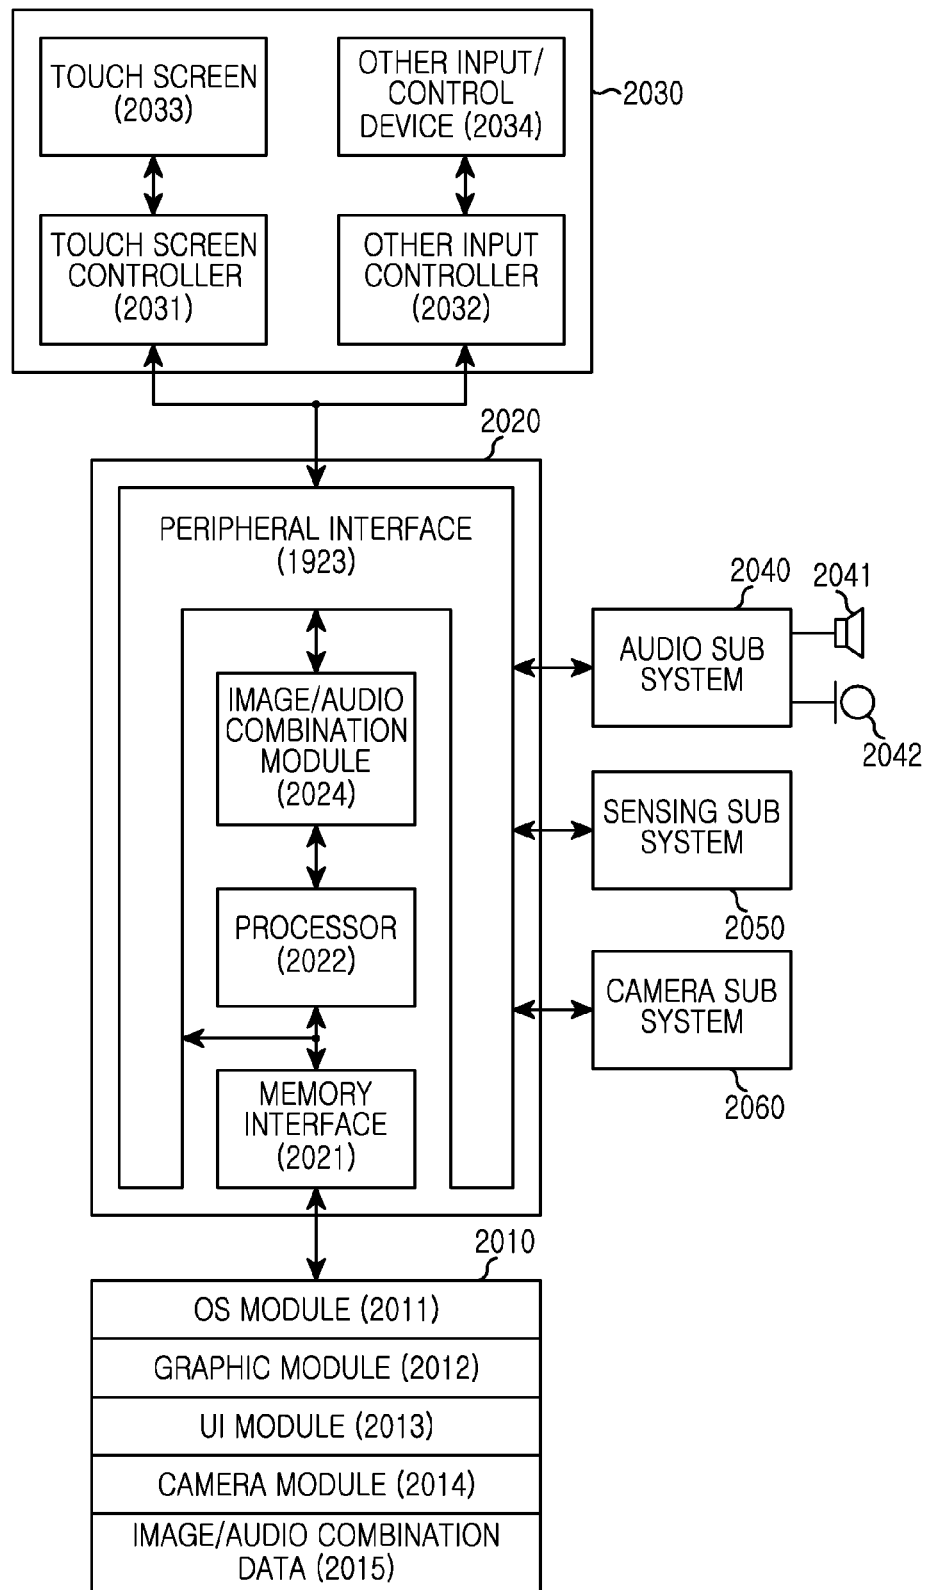 TOUCH SCREEN
(2033)
OTHER INPUT/
CONTROL
DEVICE (2034)
2030
TOUCH SCREEN
CONTROLLER
(2031)
OTHER INPUT
CONTROLLER
(2032)
2020
PERIPHERAL INTERFACE
(1923)
IMAGE/AUDIO
COMBINATION
MODULE
(2024)
PROCESSOR
(2022)
MEMORY
INTERFACE
(2021)
2040
2041
AUDIO SUB
SYSTEM
2042
SENSING SUB
SYSTEM
2050
CAMERA SUB
SYSTEM
2060
2010
OS MODULE (2011)
GRAPHIC MODULE (2012)
UI MODULE (2013)
CAMERA MODULE (2014)
IMAGE/AUDIO COMBINATION
DATA (2015)